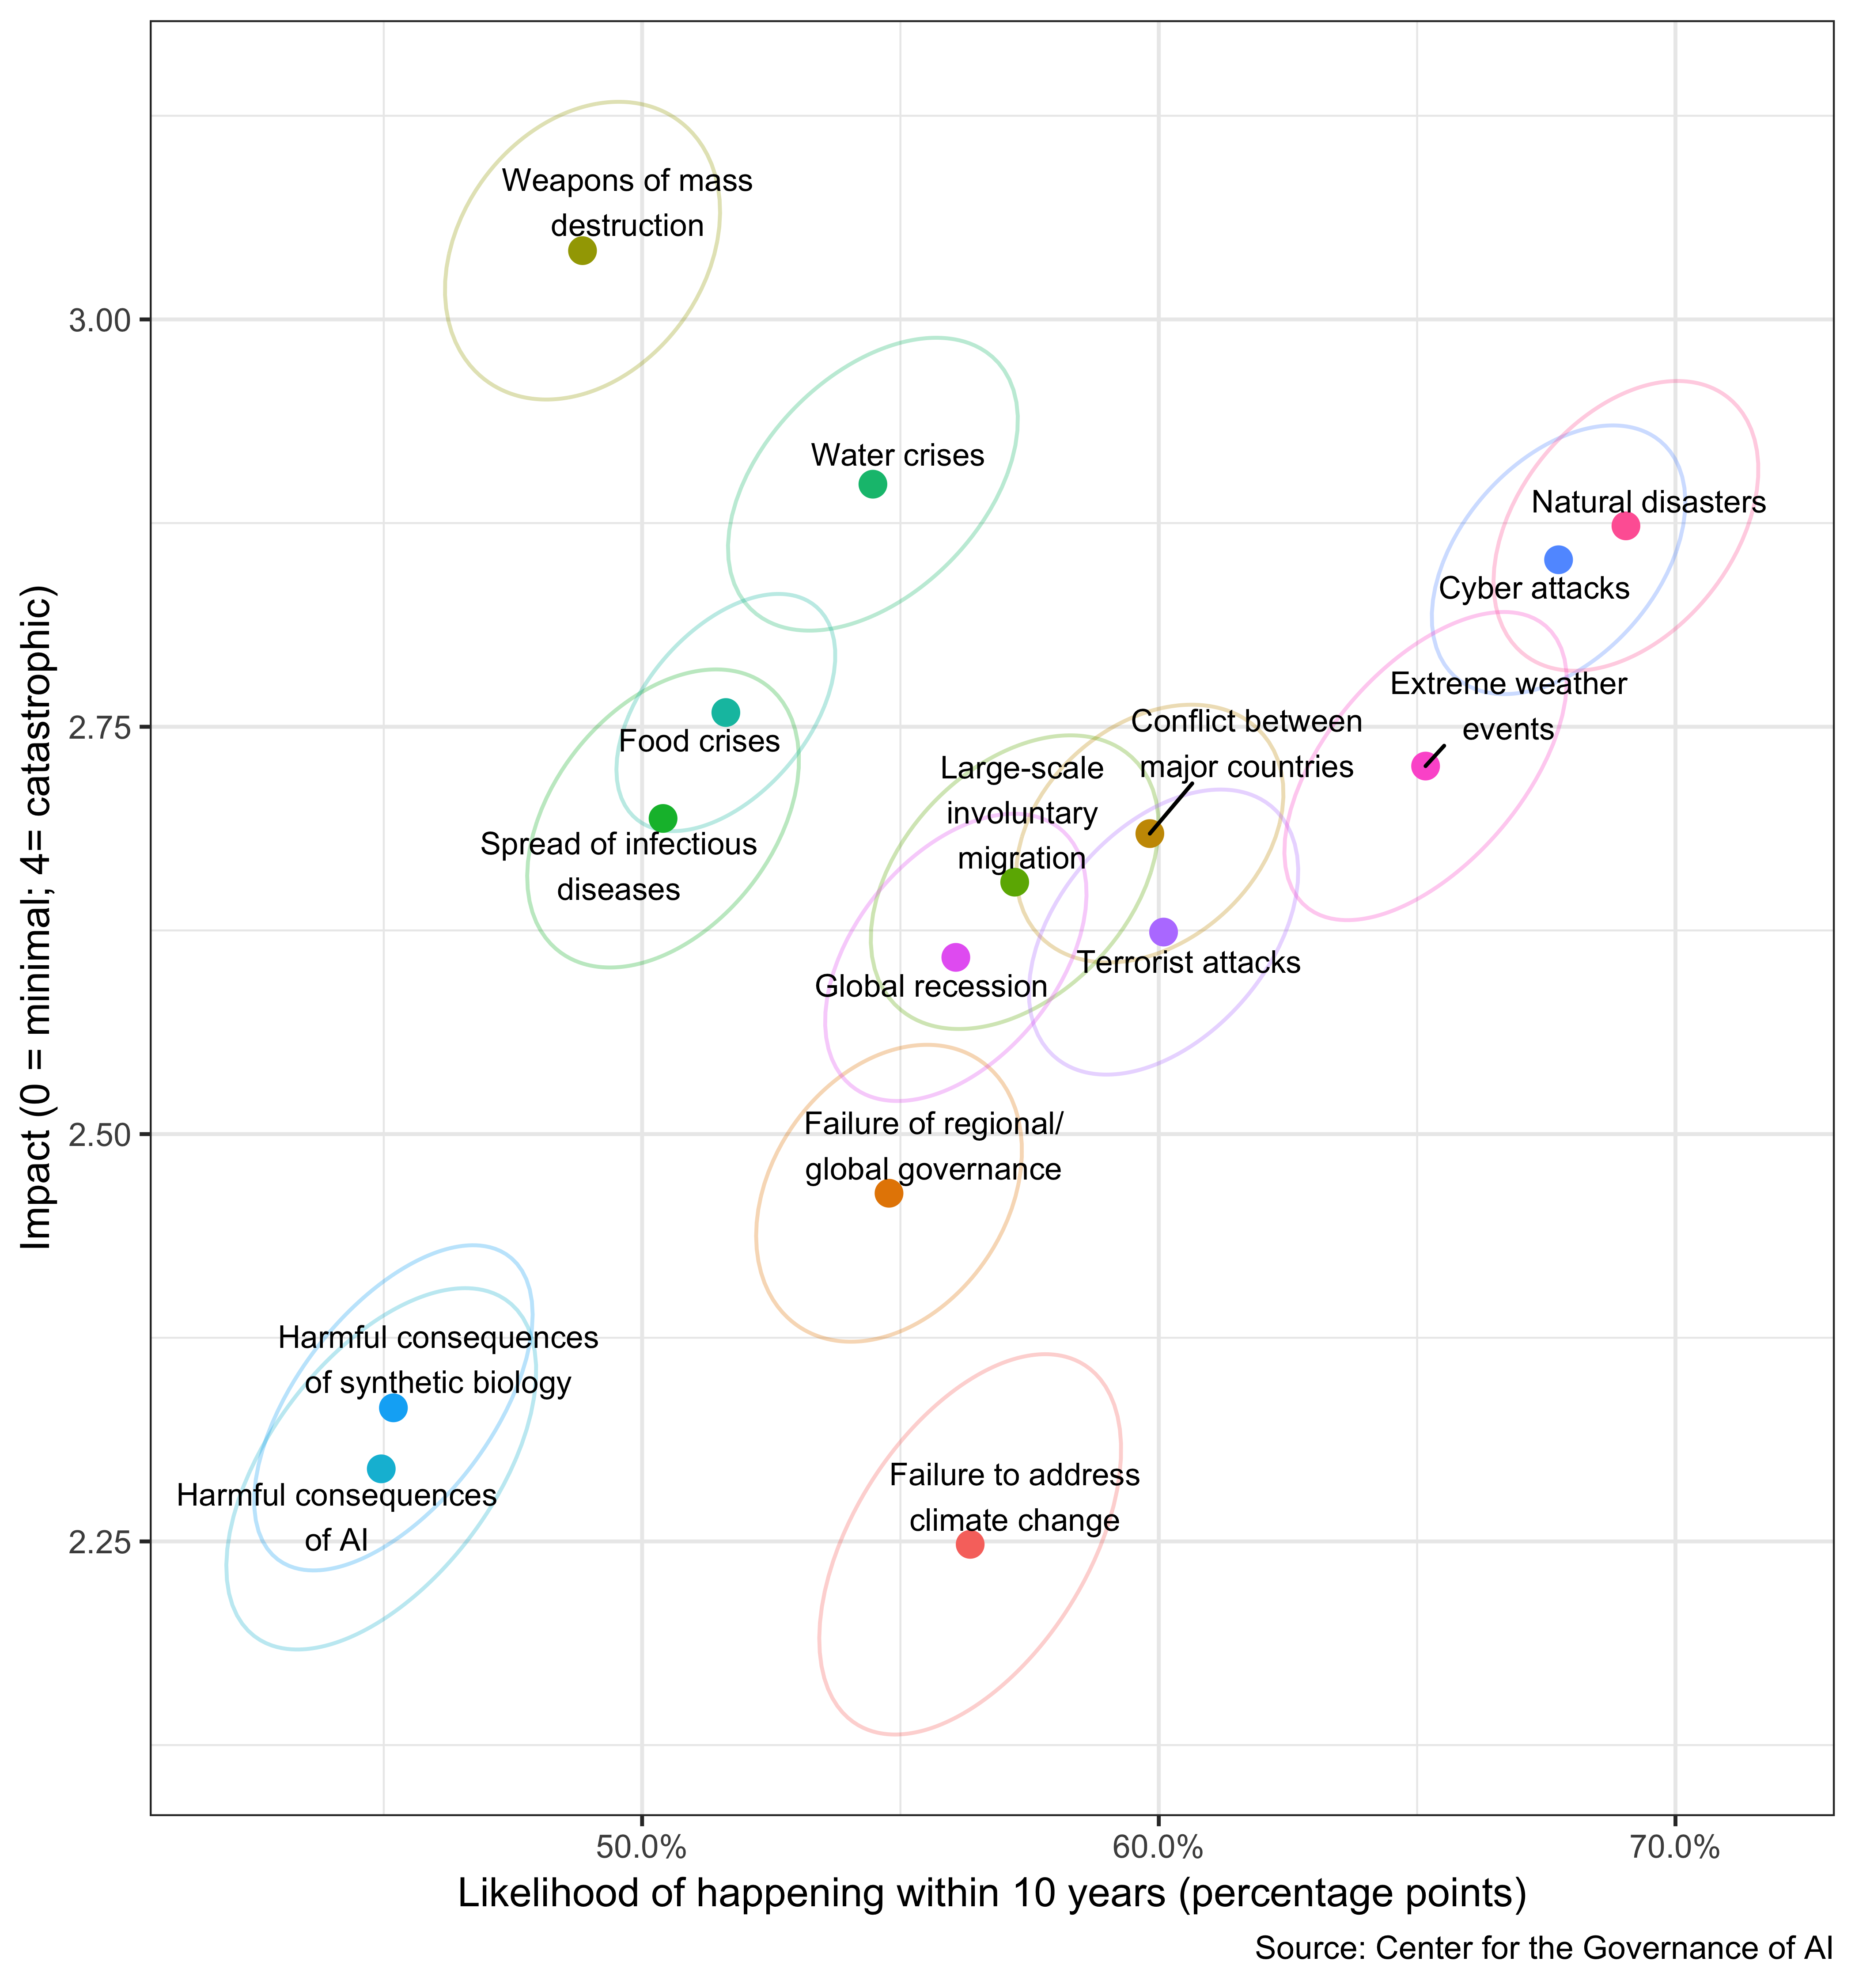 Weapons of mass
destruction
3.00
Water crises
Natural disasters
Cyber attacks
Extreme weather
events
2.75
Food crises
Conflict between
major countries
Large-scale
involuntary
migration
Spread of infectious
diseases
Terrorist attacks
Global recession
2.50
Failure of regional/
global governance
Harmful consequences
of synthetic biology
Harmful consequences
of AI
Failure to address
climate change
2.25
Impact (0 = minimal; 4= catastrophic)
50.0%
60.0%
70.0%
Likelihood of happening within 10 years (percentage points)
Source: Center for the Governance of AI